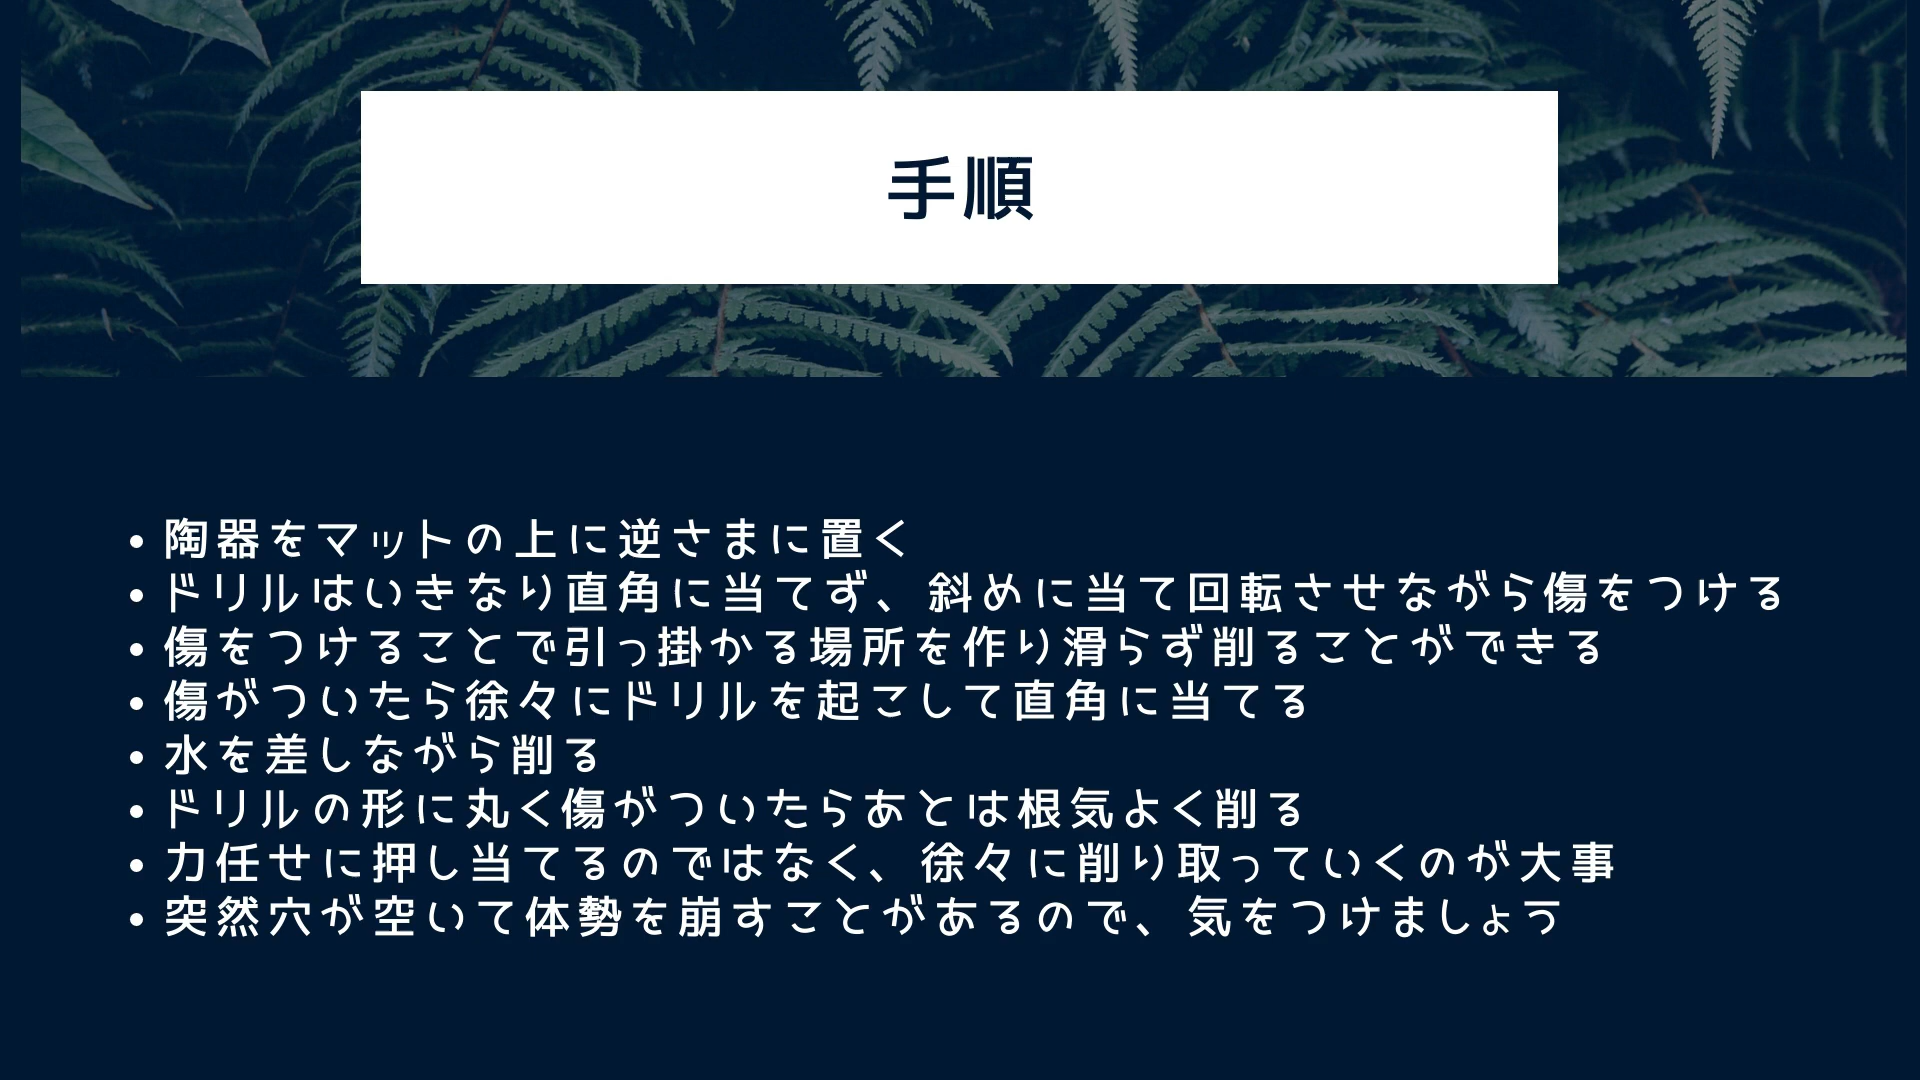 手順
• 陶器をマットの上に逆さまに置く
• ドリルはいきなり直角に当てず、斜めに当て回転させながら傷をつける
• 傷をつけることで引っ掛かる場所を作り滑らず削ることができる
• 傷がついたら徐々にドリルを起こして直角に当てる
• 水を差しながら削る
• ドリルの形に丸く傷がついたらあとは根気よく削る
• 力任せに押し当てるのではなく、徐々に削り取っていくのが大事
• 突然穴が空いて体勢を崩すことがあるので、気をつけましょう